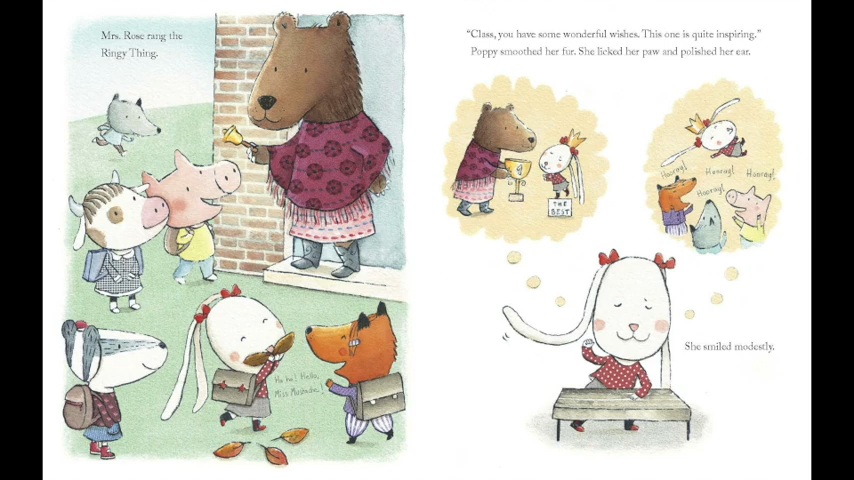 Mrs. Rose rang the
Ringy Thing.
Ha ha! Hello,
Miss Mustache!
"Class, you have some wonderful wishes. This one is quite inspiring."
Poppy smoothed her fur. She licked her paw and polished her ear.
1
THE
BEST
Hooray!
Hooray!
Hooray!
Hooray!
She smiled modestly.